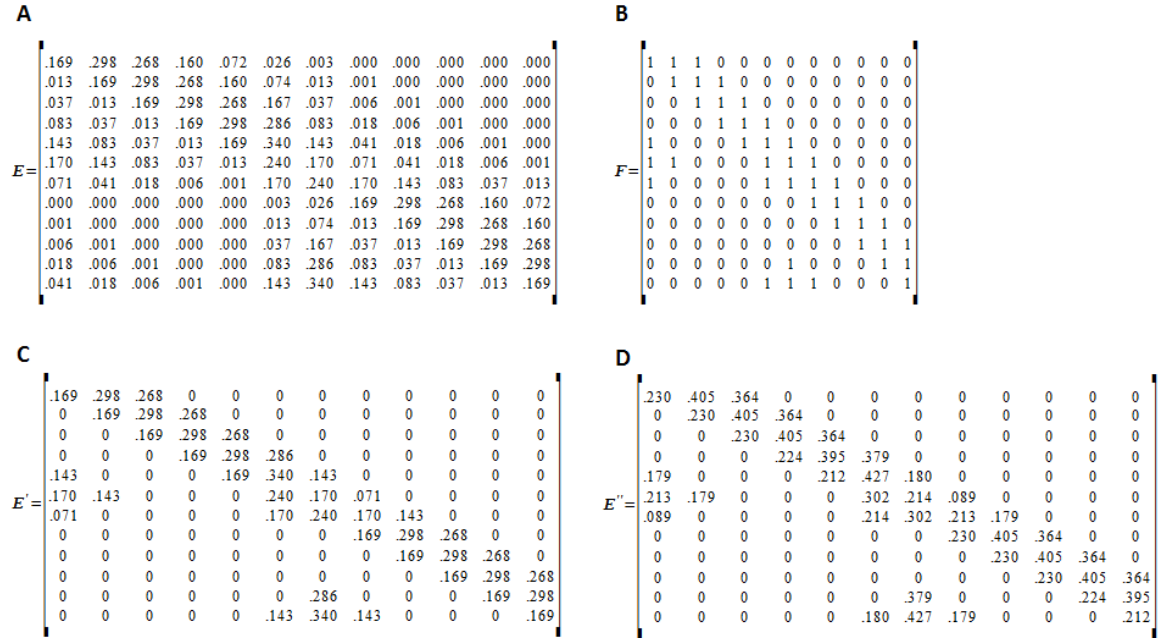 A
.169 .298 .268 .160 .072 .026 .003 .000 .000 .000 .000 .000
.013 .169 .298 .268 .160 .074 .013 .001 .000 .000 .000 .000
.037 .013 .169 .298 .268 .167 .037 .006 .001 .000 .000 .000
.083 .037 .013 .169 .298 .286 .083 .018 .006 .001 .000 .000
.143 .083 .037 .013 .169 .340 .143 .041 .018 .006 .001 .000
E= .170 .143 .083 .037 .013 .240 .170 .071 .041 .018 .006 .001
.071 .041 .018 .006 .001 .170 .240 .170 .143 .083 .037 .013
.000 .000 .000 .000 .000 .003 .026 .169 .298 .268 .160 .072
.001 .000 .000 .000 .000 .013 .074 .013 .169 .298 .268 .160
.006 .001 .000 .000 .000 .037 .167 .037 .013 .169 .298 .268
.018 .006 .001 .000 .000 .083 .286 .083 .037 .013 .169 .298
.041 .018 .006 .001 .000 .143 .340 .143 .083 .037 .013 .169
B
1 1 1 0 0 0 0 0 0 0 0 0
0 1 1 1 0 0 0 0 0 0 0 0
0 0 1 1 1 0 0 0 0 0 0 0
0 0 0 1 1 1 0 0 0 0 0 0
1 0 0 0 1 1 1 0 0 0 0 0
F= 1 1 0 0 0 1 1 1 0 0 0 0
1 0 0 0 0 1 1 1 1 0 0 0
0 0 0 0 0 0 0 1 1 1 0 0
0 0 0 0 0 0 0 0 1 1 1 0
0 0 0 0 0 0 0 0 0 1 1 1
0 0 0 0 0 0 1 0 0 0 1 1
0 0 0 0 0 1 1 1 0 0 0 1
C
.169 .298 .268 0 0 0 0 0 0 0 0 0
0 .169 .298 .268 0 0 0 0 0 0 0 0
0 0 .169 .298 .268 0 0 0 0 0 0 0
0 0 0 .169 .298 .286 0 0 0 0 0 0
.143 0 0 0 .169 .340 .143 0 0 0 0 0
E'= .170 .143 0 0 0 .240 .170 .071 0 0 0 0
.071 0 0 0 0 .170 .240 .170 .143 0 0 0
0 0 0 0 0 0 0 .169 .298 .268 0 0
0 0 0 0 0 0 0 0 .169 .298 .268 0
0 0 0 0 0 0 0 0 0 .169 .298 .268
0 0 0 0 0 0 .286 0 0 0 .169 .298
0 0 0 0 0 .143 .340 .143 0 0 0 .169
D
.230 .405 .364 0 0 0 0 0 0 0 0 0
0 .230 .405 .364 0 0 0 0 0 0 0 0
0 0 .230 .405 .364 0 0 0 0 0 0 0
0 0 0 .224 .395 .379 0 0 0 0 0 0
.179 0 0 0 .212 .427 .180 0 0 0 0 0
E''= .213 .179 0 0 0 .302 .214 .089 0 0 0 0
.089 0 0 0 0 .214 .302 .213 .179 0 0 0
0 0 0 0 0 0 0 .230 .405 .364 0 0
0 0 0 0 0 0 0 0 .230 .405 .364 0
0 0 0 0 0 0 0 0 0 .230 .405 .364
0 0 0 0 0 0 .379 0 0 0 .224 .395
0 0 0 0 0 .180 .427 .179 0 0 0 .212